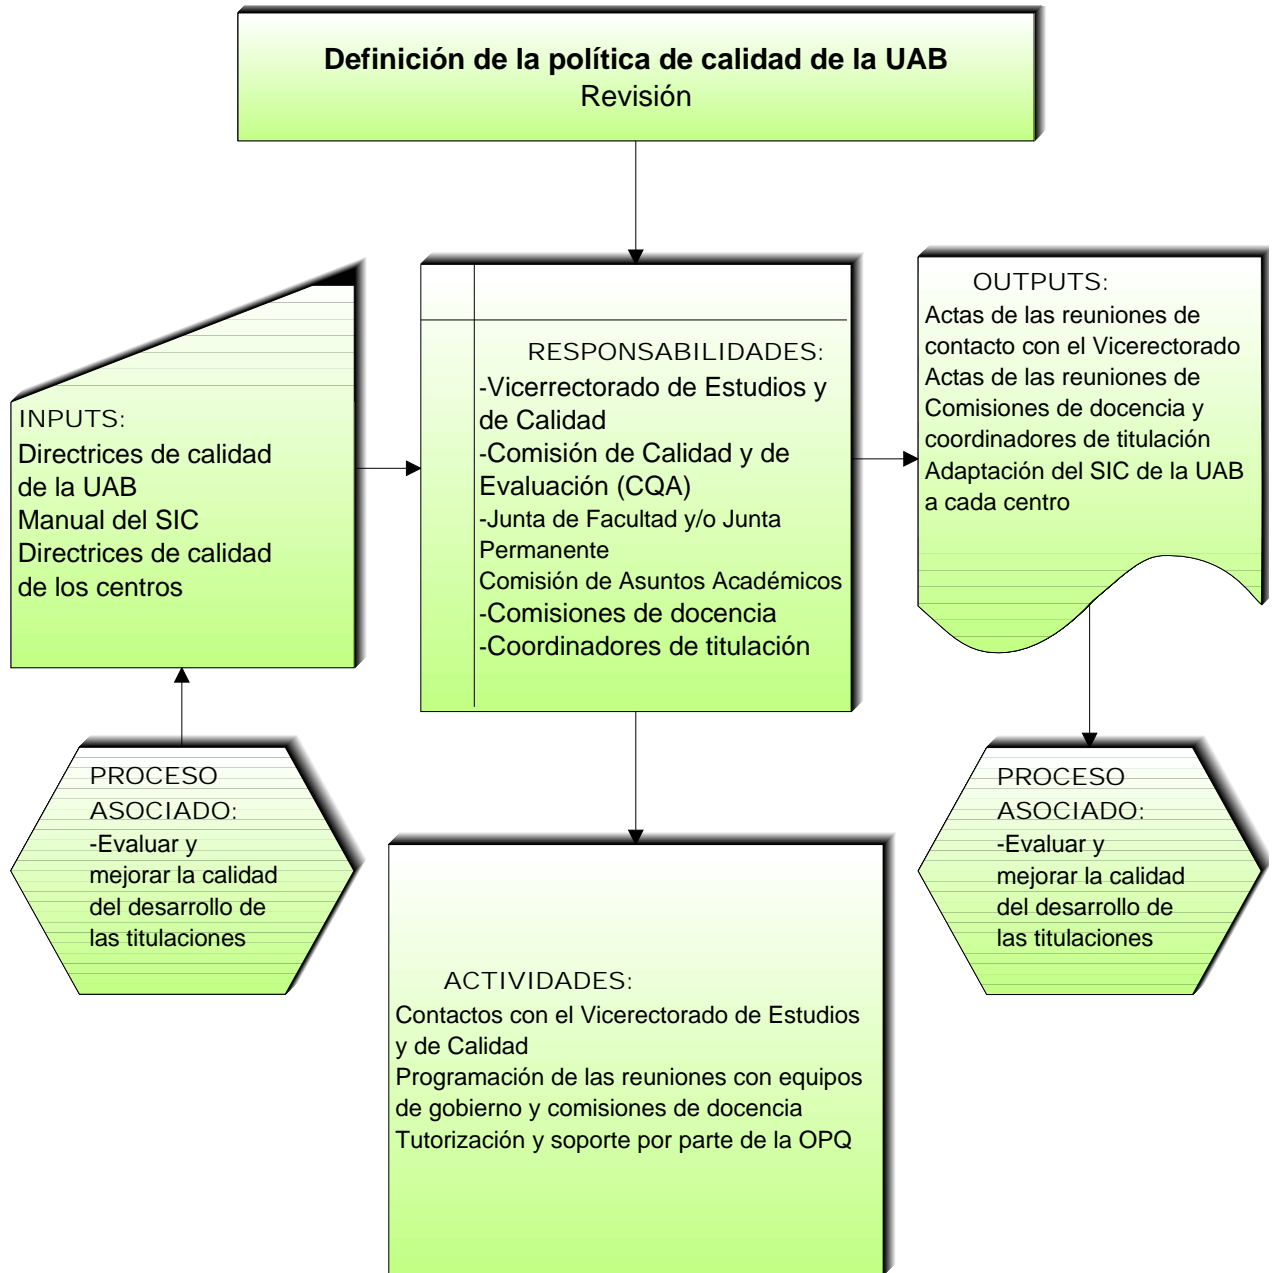 Definición de la política de calidad de la UAB
Revisión
INPUTS:
Directrices de calidad
de la UAB
Manual del SIC
Directrices de calidad
de los centros
RESPONSABILIDADES:
-Vicerrectorado de Estudios y
de Calidad
-Comisión de Calidad y de
Evaluación (CQA)
-Junta de Facultad y/o Junta
Permanente
Comisión de Asuntos Académicos
-Comisiones de docencia
-Coordinadores de titulación
OUTPUTS:
Actas de las reuniones de
contacto con el Vicerectorado
Actas de las reuniones de
Comisiones de docencia y
coordinadores de titulación
Adaptación del SIC de la UAB
a cada centro
PROCESO
ASOCIADO:
-Evaluar y
mejorar la calidad
del desarrollo de
las titulaciones
ACTIVIDADES:
Contactos con el Vicerectorado de Estudios
y de Calidad
Programación de las reuniones con equipos
de gobierno y comisiones de docencia
Tutorización y soporte por parte de la OPQ
PROCESO
ASOCIADO:
-Evaluar y
mejorar la calidad
del desarrollo de
las titulaciones